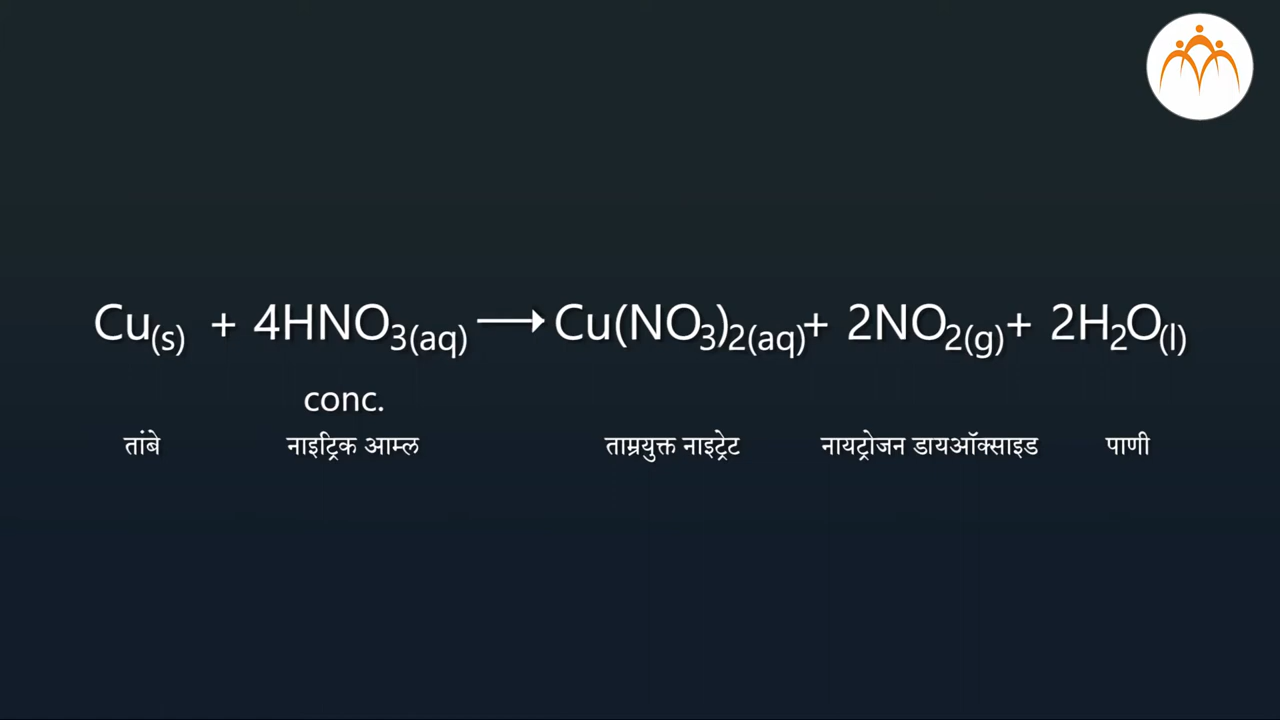 Cu(s) + 4HNO3(aq) ⟶ Cu(NO3)2(aq) + 2NO2(g) + 2H2O(l)
conc.
तांबे नाइट्रिक आम्ल ताम्रयुक्त नाइट्रेट नायट्रोजन डायऑक्साइड पाणी